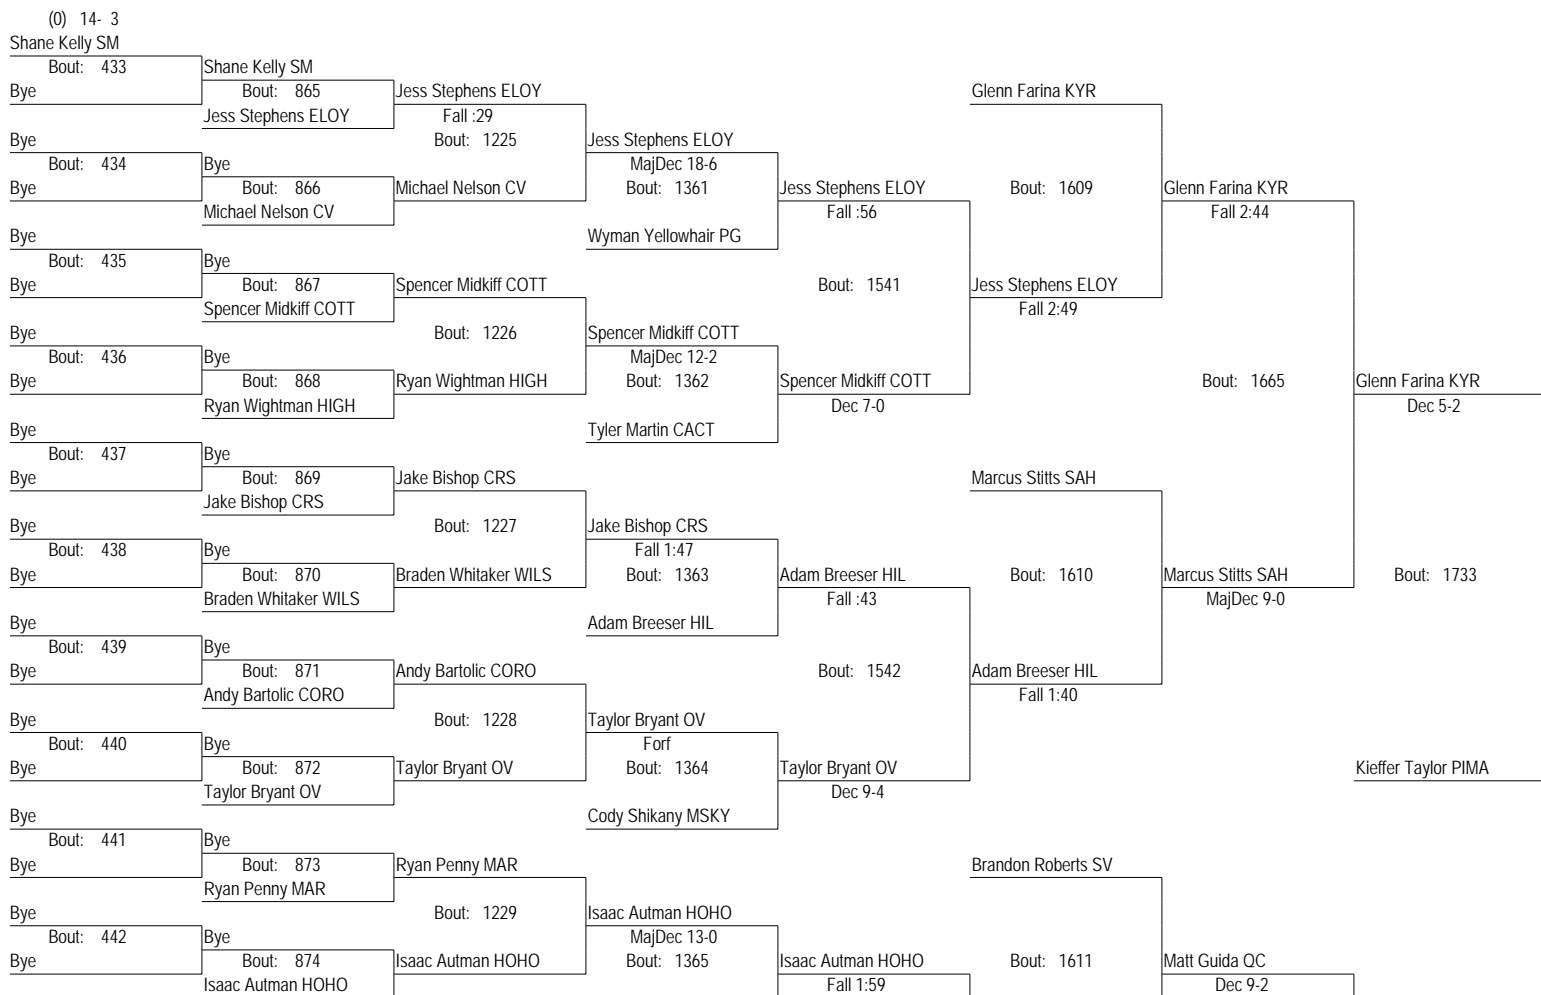 (0) 14- 3
Shane Kelly SM
Bout: 433 Shane Kelly SM
Bye Bout: 865 Jess Stephens ELOY Glenn Farina KYR
Jess Stephens ELOY Fall :29
Bye Bout: 1225 Jess Stephens ELOY
Bout: 434 Bye MajDec 18-6
Bye Bout: 866 Michael Nelson CV Bout: 1361 Jess Stephens ELOY Bout: 1609 Glenn Farina KYR
Michael Nelson CV Fall :56 Fall 2:44
Bye Wyman Yellowhair PG
Bout: 435 Bye
Bye Bout: 867 Spencer Midkiff COTT Bout: 1541 Jess Stephens ELOY
Spencer Midkiff COTT Fall 2:49
Bye Bout: 1226 Spencer Midkiff COTT
Bout: 436 Bye MajDec 12-2
Bye Bout: 868 Ryan Wightman HIGH Bout: 1362 Spencer Midkiff COTT Bout: 1665 Glenn Farina KYR
Ryan Wightman HIGH Dec 7-0 Dec 5-2
Bye Tyler Martin CACT
Bout: 437 Bye
Bye Bout: 869 Jake Bishop CRS Marcus Stitts SAH
Jake Bishop CRS
Bye Bout: 1227 Jake Bishop CRS
Bout: 438 Bye Fall 1:47
Bye Bout: 870 Braden Whitaker WILS Bout: 1363 Adam Breeser HIL Bout: 1610 Marcus Stitts SAH Bout: 1733
Braden Whitaker WILS Fall :43 MajDec 9-0
Bye Adam Breeser HIL
Bout: 439 Bye
Bye Bout: 871 Andy Bartolic CORO Bout: 1542 Adam Breeser HIL
Andy Bartolic CORO Fall 1:40
Bye Bout: 1228 Taylor Bryant OV
Bout: 440 Bye Forf
Bye Bout: 872 Taylor Bryant OV Bout: 1364 Taylor Bryant OV Kieffer Taylor PIMA
Taylor Bryant OV Dec 9-4
Bye Cody Shikany MSKY
Bout: 441 Bye
Bye Bout: 873 Ryan Penny MAR Brandon Roberts SV
Ryan Penny MAR
Bye Bout: 1229 Isaac Autman HOHO
Bout: 442 Bye MajDec 13-0
Bye Bout: 874 Isaac Autman HOHO Bout: 1365 Isaac Autman HOHO Bout: 1611 Matt Guida QC
Isaac Autman HOHO Fall 1:59 Dec 9-2